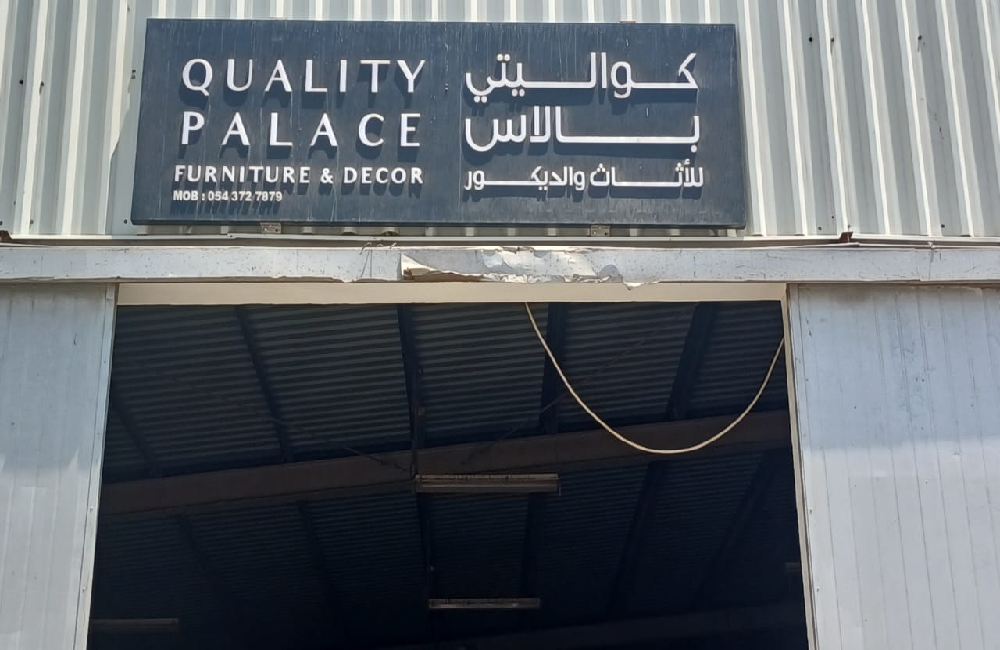 QUALITY
PALACE
FURNITURE & DECOR
MOB : 054 372 7879
كواليتي
بالاس
للأثاث والديكور